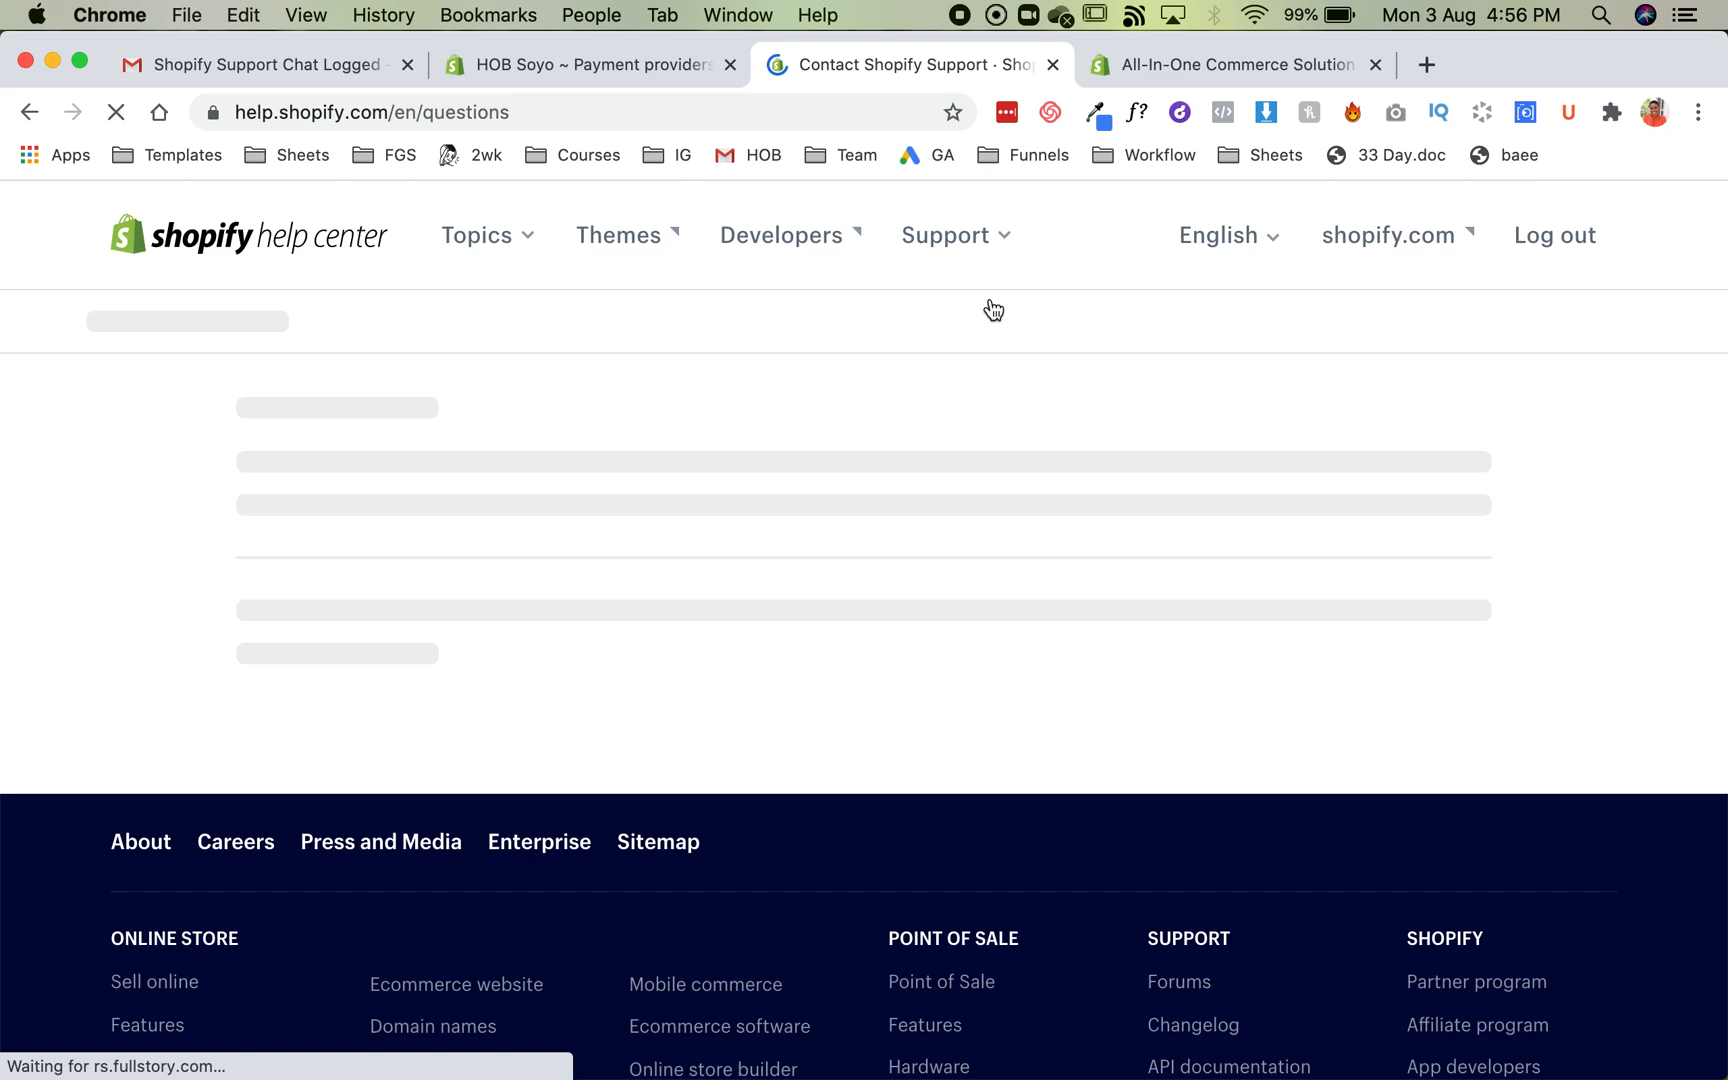 Chrome File Edit View History Bookmarks People Tab Window Help 99% Mon 3 Aug 4:56 PM
Shopify Support Chat Logged HOB Soyo ~ Payment providers Contact Shopify Support · Sho All-In-One Commerce Solution
help.shopify.com/en/questions f? IQ U
Apps Templates Sheets FGS 2wk Courses IG HOB Team GA Funnels Workflow Sheets 33 Day.doc baee
shopify help center Topics Themes Developers Support English shopify.com Log out
About Careers Press and Media Enterprise Sitemap
ONLINE STORE POINT OF SALE SUPPORT SHOPIFY
Sell online Ecommerce website Mobile commerce Point of Sale Forums Partner program
Features Domain names Ecommerce software Features Changelog Affiliate program
Online store builder Hardware API documentation App developers
Waiting for rs.fullstory.com...